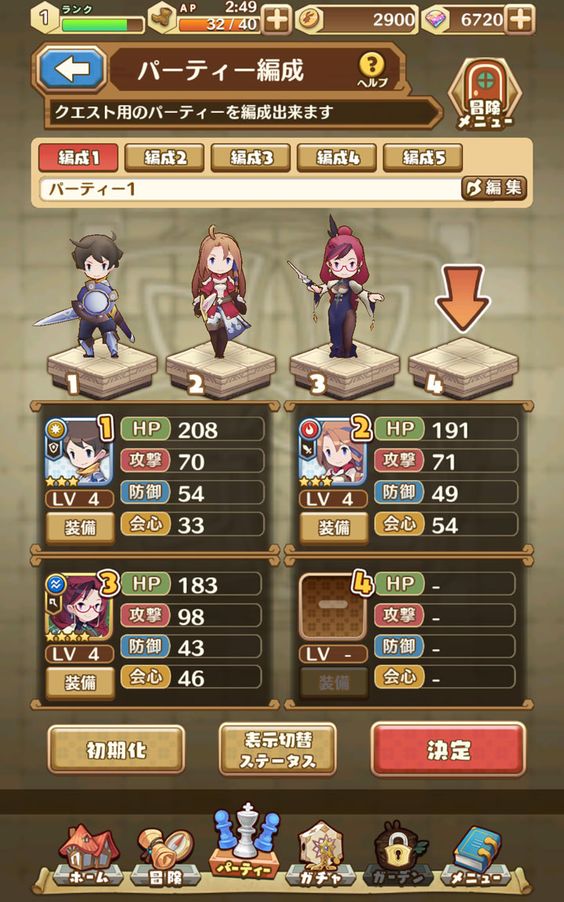 1 ランク
AP 2:49
32/40
2900
6720
パーティー編成
ヘルプ
クエスト用のパーティーを編成出来ます
冒険
メニュー
編成1 編成2 編成3 編成4 編成5
パーティー1
編集
1 2 3 4
1
HP 208
攻撃 70
防御 54
会心 33
LV 4
装備
2
HP 191
攻撃 71
防御 49
会心 54
LV 4
装備
3
HP 183
攻撃 98
防御 43
会心 46
LV 4
装備
4
HP -
攻撃 -
防御 -
会心 -
LV -
装備
初期化
表示切替
ステータス
決定
ホーム 冒険 パーティー ガチャ ガーデン メニュー